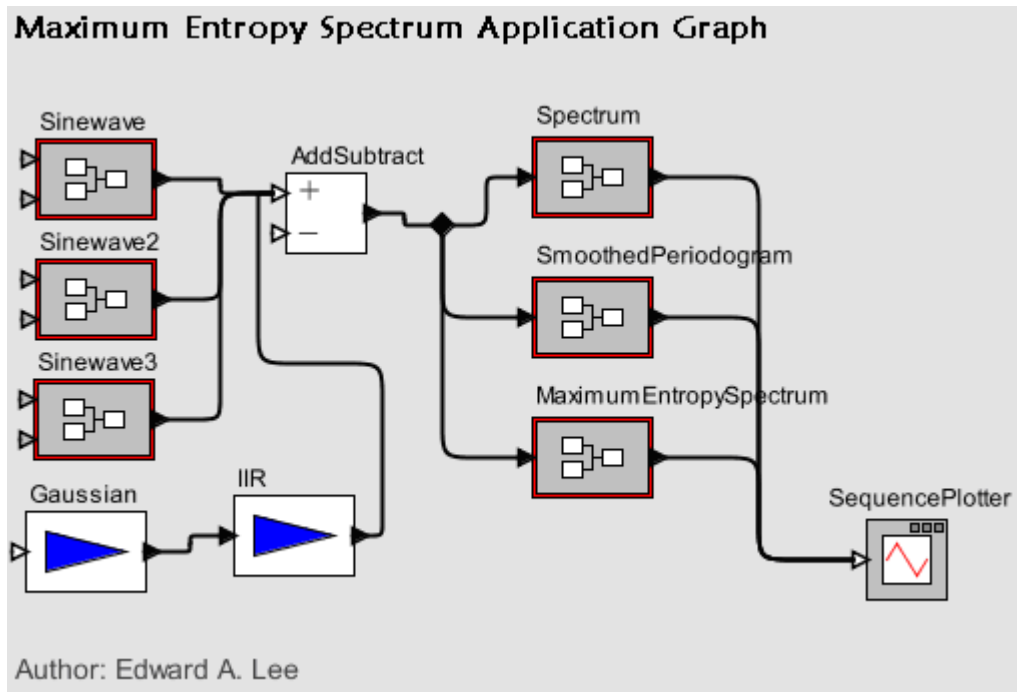 Maximum Entropy Spectrum Application Graph
Sinewave
AddSubtract
+
−
Spectrum
Sinewave2
SmoothedPeriodogram
Sinewave3
MaximumEntropySpectrum
Gaussian
IIR
SequencePlotter
Author: Edward A. Lee